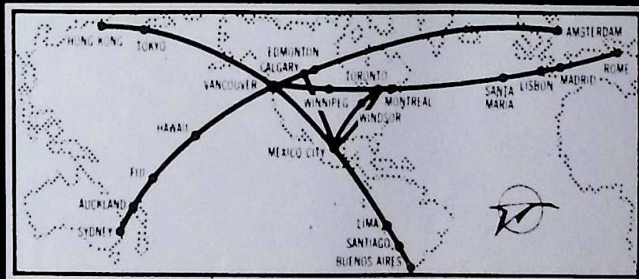 HONG KONG
TOKYO
EDMONTON
CALGARY
VANCOUVER
TORONTO
WINNIPEG
MONTREAL
WINDSOR
AMSTERDAM
ROME
MADRID
LISBON
SANTA
MARIA
HAWAII
MEXICO CITY
FIJI
AUCKLAND
SYDNEY
LIMA
SANTIAGO
BUENOS AIRES